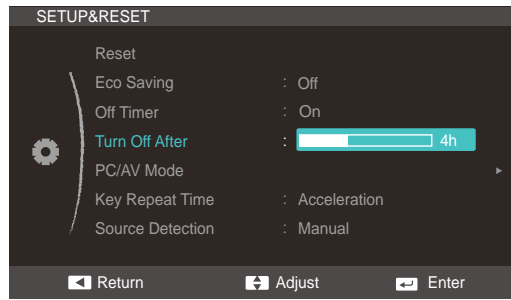 SETUP&RESET
Reset
Eco Saving : Off
Off Timer : On
Turn Off After : 4h
PC/AV Mode
Key Repeat Time : Acceleration
Source Detection : Manual
Return Adjust Enter